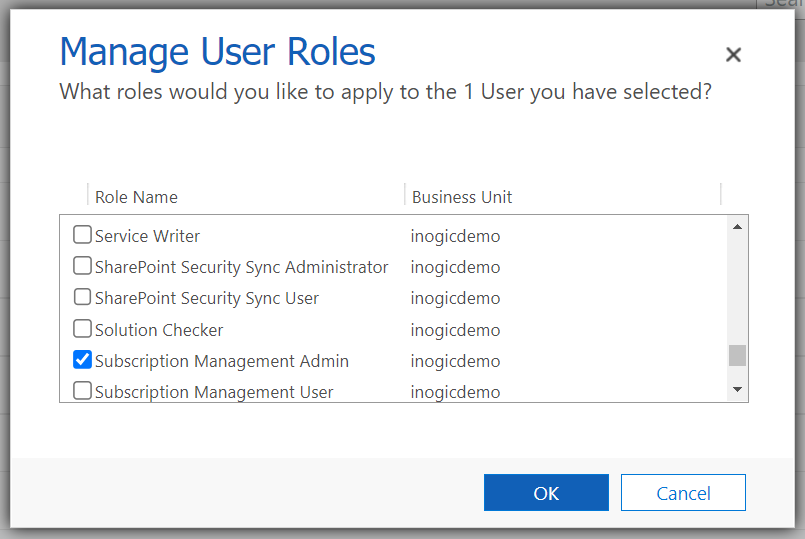 Manage User Roles
What roles would you like to apply to the 1 User you have selected?
Role Name Business Unit
Service Writer inogicdemo
SharePoint Security Sync Administrator inogicdemo
SharePoint Security Sync User inogicdemo
Solution Checker inogicdemo
Subscription Management Admin inogicdemo
Subscription Management User inogicdemo
OK Cancel